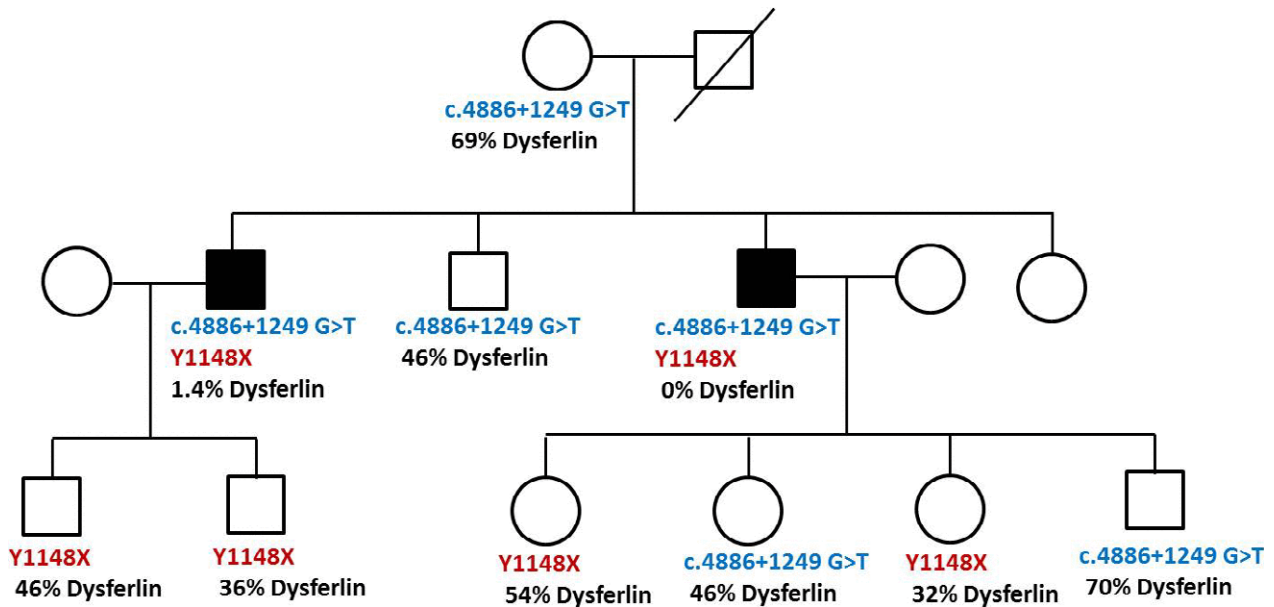 c.4886+1249 G>T
69% Dysferlin
c.4886+1249 G>T
Y1148X
1.4% Dysferlin
c.4886+1249 G>T
46% Dysferlin
c.4886+1249 G>T
Y1148X
0% Dysferlin
Y1148X
46% Dysferlin
Y1148X
36% Dysferlin
Y1148X
54% Dysferlin
c.4886+1249 G>T
46% Dysferlin
Y1148X
32% Dysferlin
c.4886+1249 G>T
70% Dysferlin